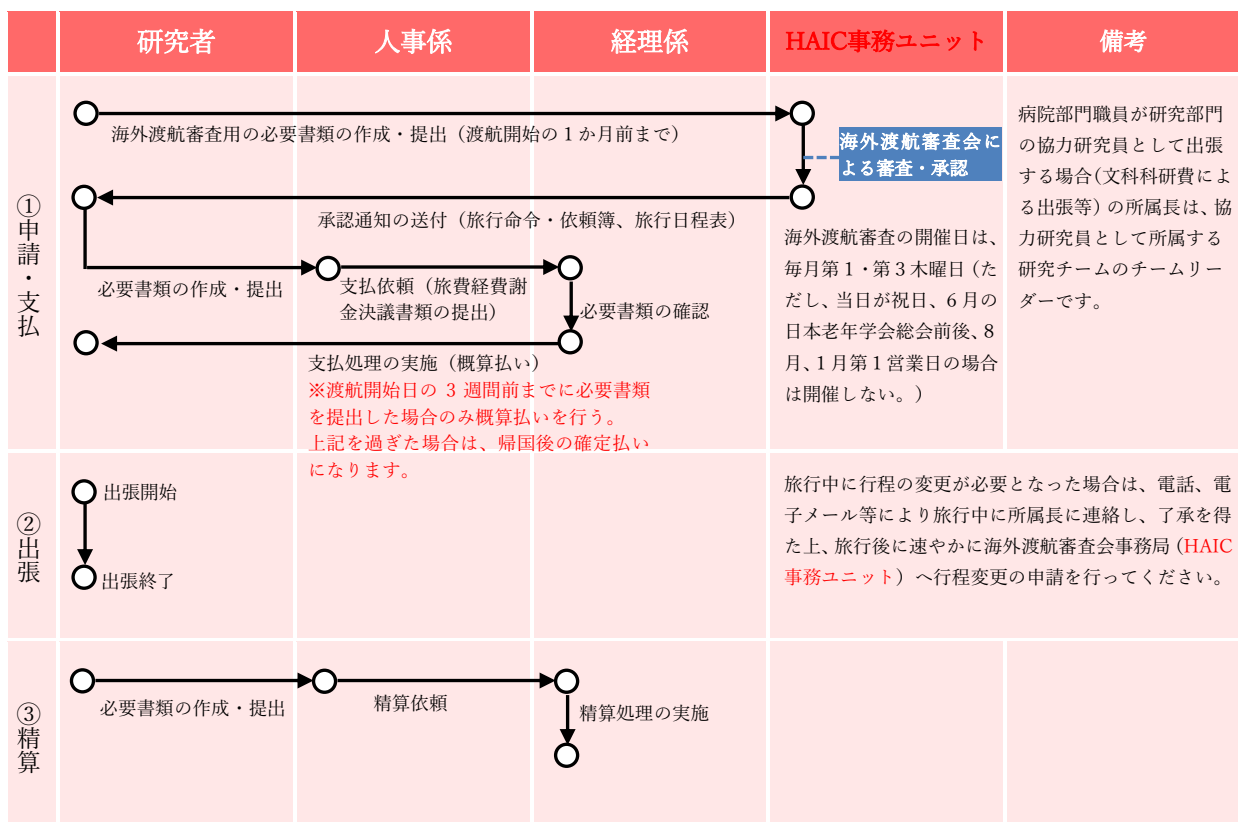 研究者
人事係
経理係
HAIC事務ユニット
備考
①申請・支払
海外渡航審査用の必要書類の作成・提出（渡航開始の１か月前まで）
海外渡航審査会に
よる審査・承認
承認通知の送付（旅行命令・依頼簿、旅行日程表）
必要書類の作成・提出
支払依頼（旅費経費謝
金決議書類の提出）
必要書類の確認
支払処理の実施（概算払い）
※渡航開始日の 3 週間前までに必要書類
を提出した場合のみ概算払いを行う。
上記を過ぎた場合は、帰国後の確定払い
になります。
海外渡航審査の開催日は、
毎月第１・第３木曜日（た
だし、当日が祝日、６月の
日本老年学会総会前後、８
月、１月第１営業日の場合
は開催しない。）
病院部門職員が研究部門
の協力研究員として出張
する場合（文科科研費によ
る出張等）の所属長は、協
力研究員として所属する
研究チームのチームリー
ダーです。
②出張
出張開始
出張終了
旅行中に行程の変更が必要となった場合は、電話、電
子メール等により旅行中に所属長に連絡し、了承を得
た上、旅行後に速やかに海外渡航審査会事務局（HAIC
事務ユニット）へ行程変更の申請を行ってください。
③精算
必要書類の作成・提出
精算依頼
精算処理の実施